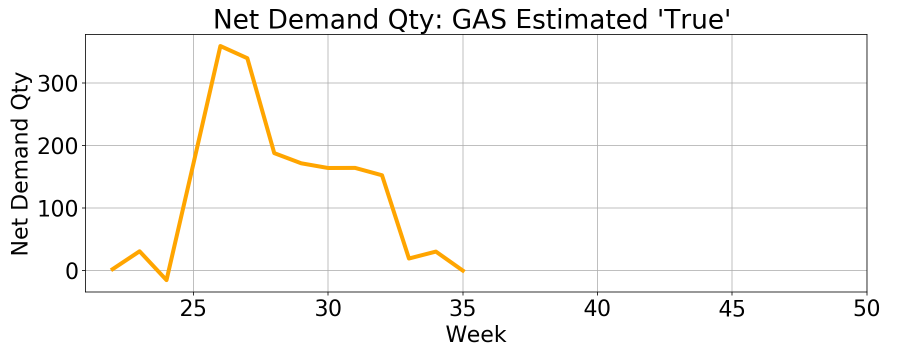 Net Demand Qty: GAS Estimated 'True'
Net Demand Qty
300
200
100
0
25 30 35 40 45 50
Week